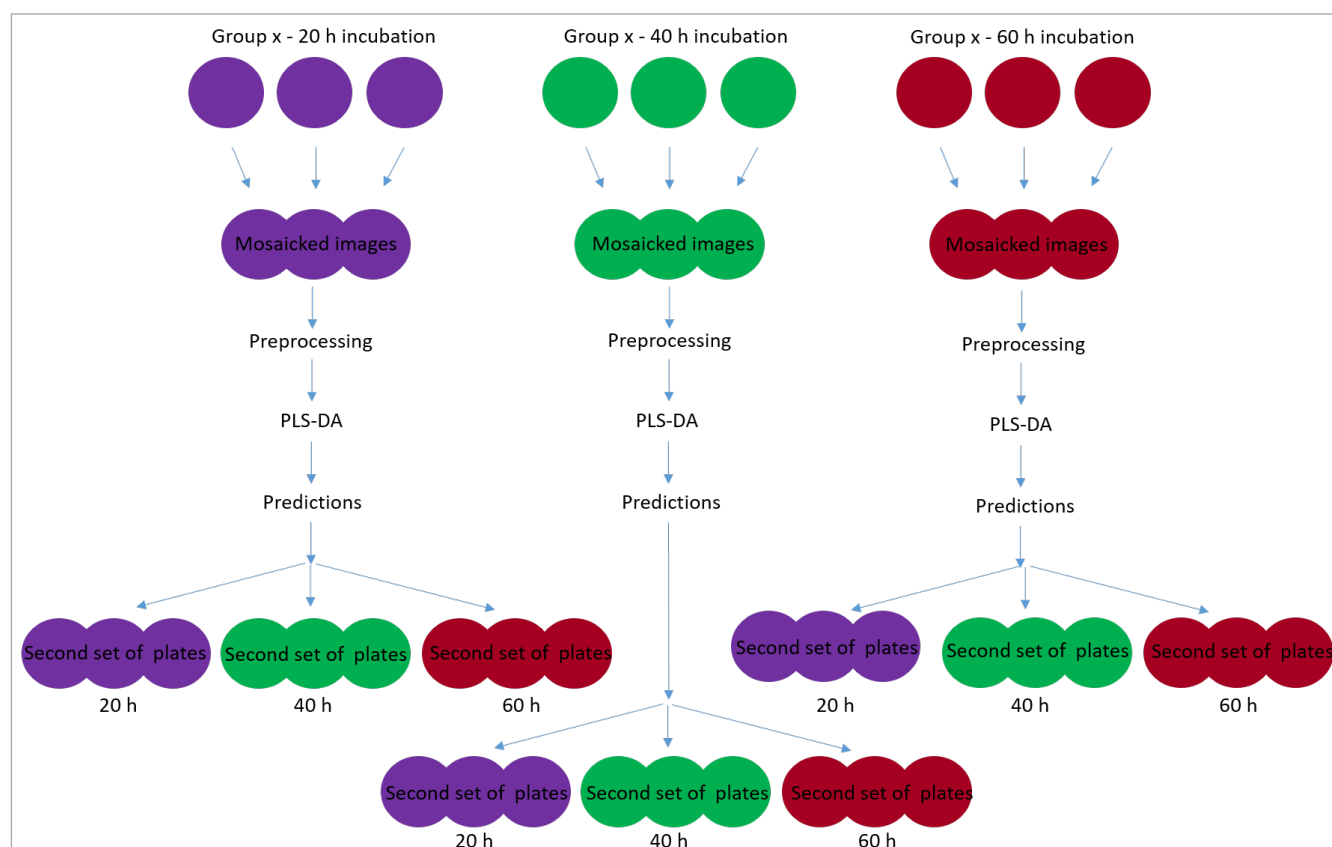 Group x - 20 h incubation
Group x - 40 h incubation
Group x - 60 h incubation
Mosaicked images
Mosaicked images
Mosaicked images
Preprocessing
Preprocessing
Preprocessing
PLS-DA
PLS-DA
PLS-DA
Predictions
Predictions
Predictions
Second set of plates
Second set of plates
Second set of plates
Second set of plates
Second set of plates
Second set of plates
20 h
40 h
60 h
20 h
40 h
60 h
Second set of plates
Second set of plates
Second set of plates
20 h
40 h
60 h